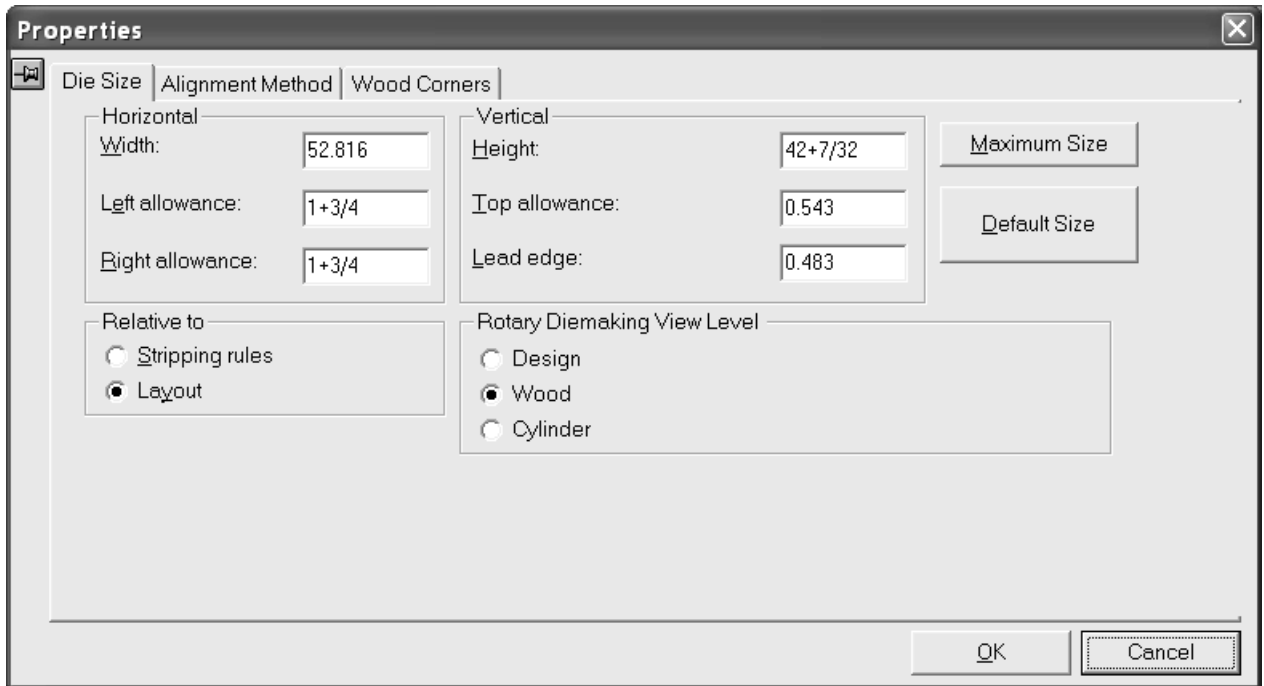 Properties
Die Size
Alignment Method
Wood Corners
Horizontal
Width:
52.816
Left allowance:
1+3/4
Right allowance:
1+3/4
Vertical
Height:
42+7/32
Top allowance:
0.543
Lead edge:
0.483
Maximum Size
Default Size
Relative to
Stripping rules
Layout
Rotary Diemaking View Level
Design
Wood
Cylinder
OK
Cancel